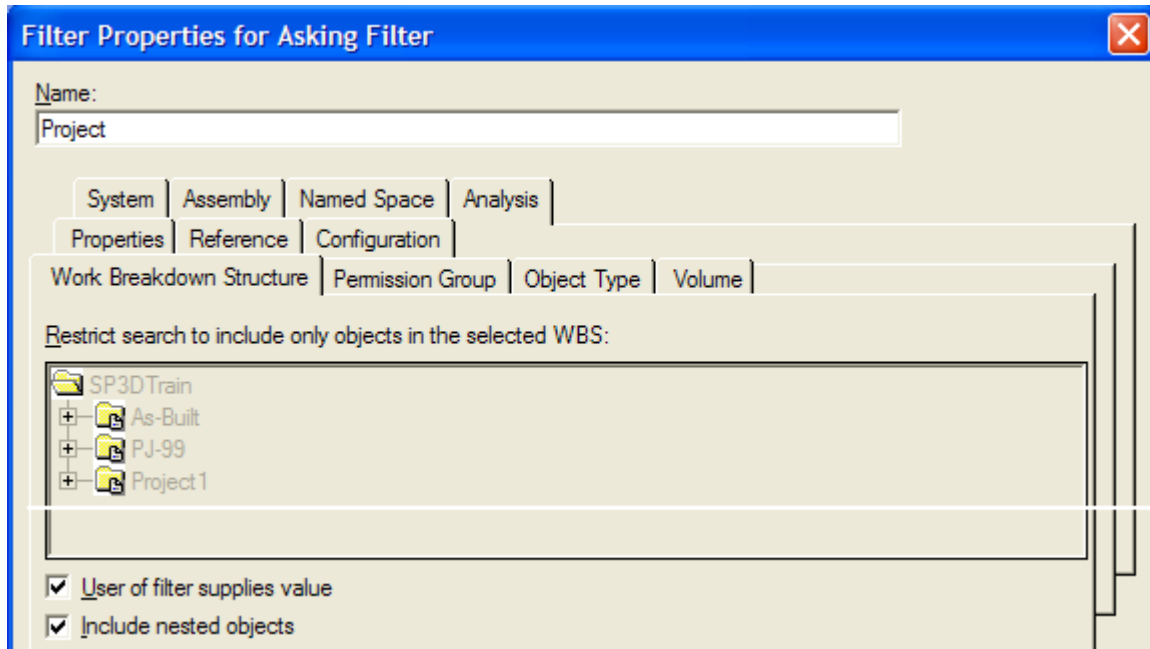 Filter Properties for Asking Filter
Name:
Project
System Assembly Named Space Analysis
Properties Reference Configuration
Work Breakdown Structure Permission Group Object Type Volume
Restrict search to include only objects in the selected WBS:
SP3DTrain
As-Built
PJ-99
Project1
User of filter supplies value
Include nested objects